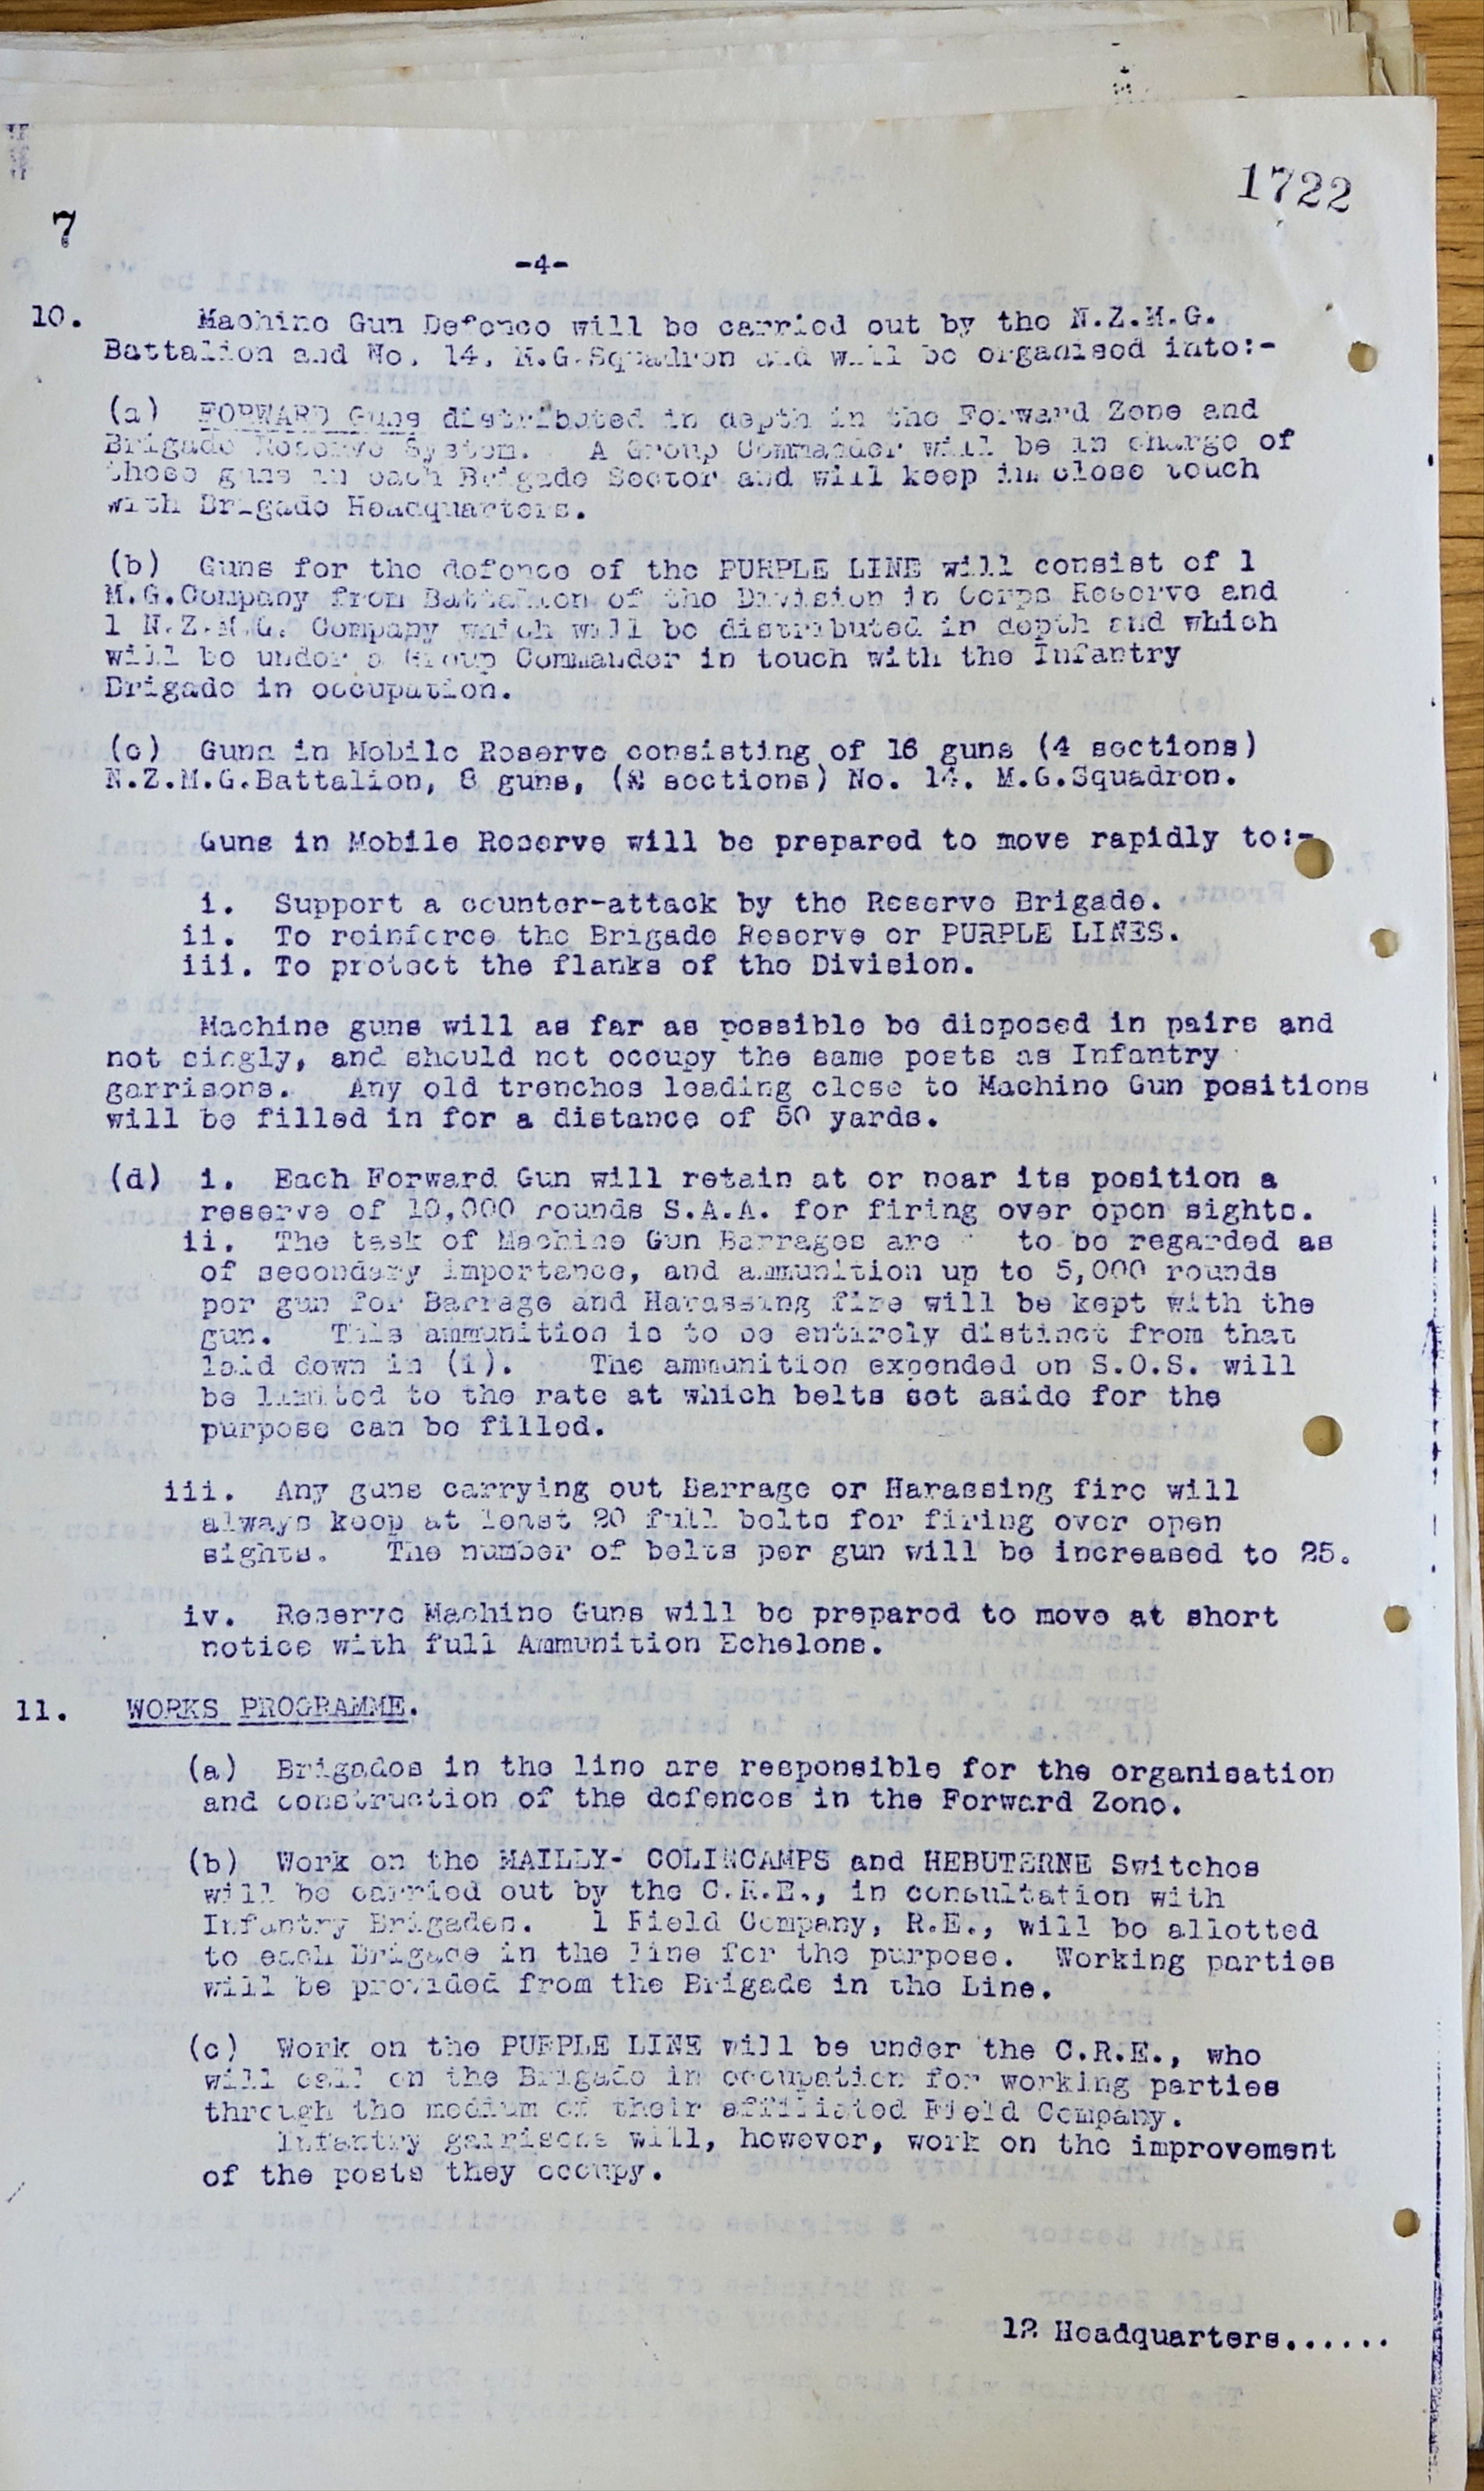 1722
7
-4-
10. Machine Gun Defence will be carried out by the N.Z.M.G.
Battalion and No. 14. M.G.Squadron and will be organised into:-
(a) FORWARD Guns distributed in depth in the Forward Zone and
Brigade Reserve System. A Group Commander will be in charge of
these guns in each Brigade Sector and will keep in close touch
with Brigade Headquarters.
(b) Guns for the defence of the PURPLE LINE will consist of 1
M.G.Company from Battalion of the Division in Corps Reserve and
1 N.Z.M.G. Company which will be distributed in depth and which
will be under a Group Commander in touch with the Infantry
Brigade in occupation.
(c) Guns in Mobile Reserve consisting of 16 guns (4 sections)
N.Z.M.G.Battalion, 8 guns, (2 sections) No. 14. M.G.Squadron.
Guns in Mobile Reserve will be prepared to move rapidly to:-
i. Support a counter-attack by the Reserve Brigade.
ii. To reinforce the Brigade Reserve or PURPLE LINES.
iii. To protect the flanks of the Division.
Machine guns will as far as possible be disposed in pairs and
not singly, and should not occupy the same posts as Infantry
garrisons. Any old trenches leading close to Machine Gun positions
will be filled in for a distance of 50 yards.
(d) i. Each Forward Gun will retain at or near its position a
reserve of 10,000 rounds S.A.A. for firing over open sights.
ii. The task of Machine Gun Barrages are to be regarded as
of secondary importance, and ammunition up to 5,000 rounds
per gun for Barrage and Harassing fire will be kept with the
gun. This ammunition is to be entirely distinct from that
laid down in (i). The ammunition expended on S.O.S. will
be limited to the rate at which belts set aside for the
purpose can be filled.
iii. Any guns carrying out Barrage or Harassing fire will
always keep at least 20 full belts for firing over open
sights. The number of belts per gun will be increased to 25.
iv. Reserve Machine Guns will be prepared to move at short
notice with full Ammunition Echelons.
11. WORKS PROGRAMME.
(a) Brigades in the line are responsible for the organisation
and construction of the defences in the Forward Zone.
(b) Work on the MAILLY- COLINCAMPS and HEBUTERNE Switches
will be carried out by the C.R.E., in consultation with
Infantry Brigades. 1 Field Company, R.E., will be allotted
to each Brigade in the line for the purpose. Working parties
will be provided from the Brigade in the Line.
(c) Work on the PURPLE LINE will be under the C.R.E., who
will call on the Brigade in occupation for working parties
through the medium of their affiliated Field Company.
Infantry garrisons will, however, work on the improvement
of the posts they occupy.
12 Headquarters......